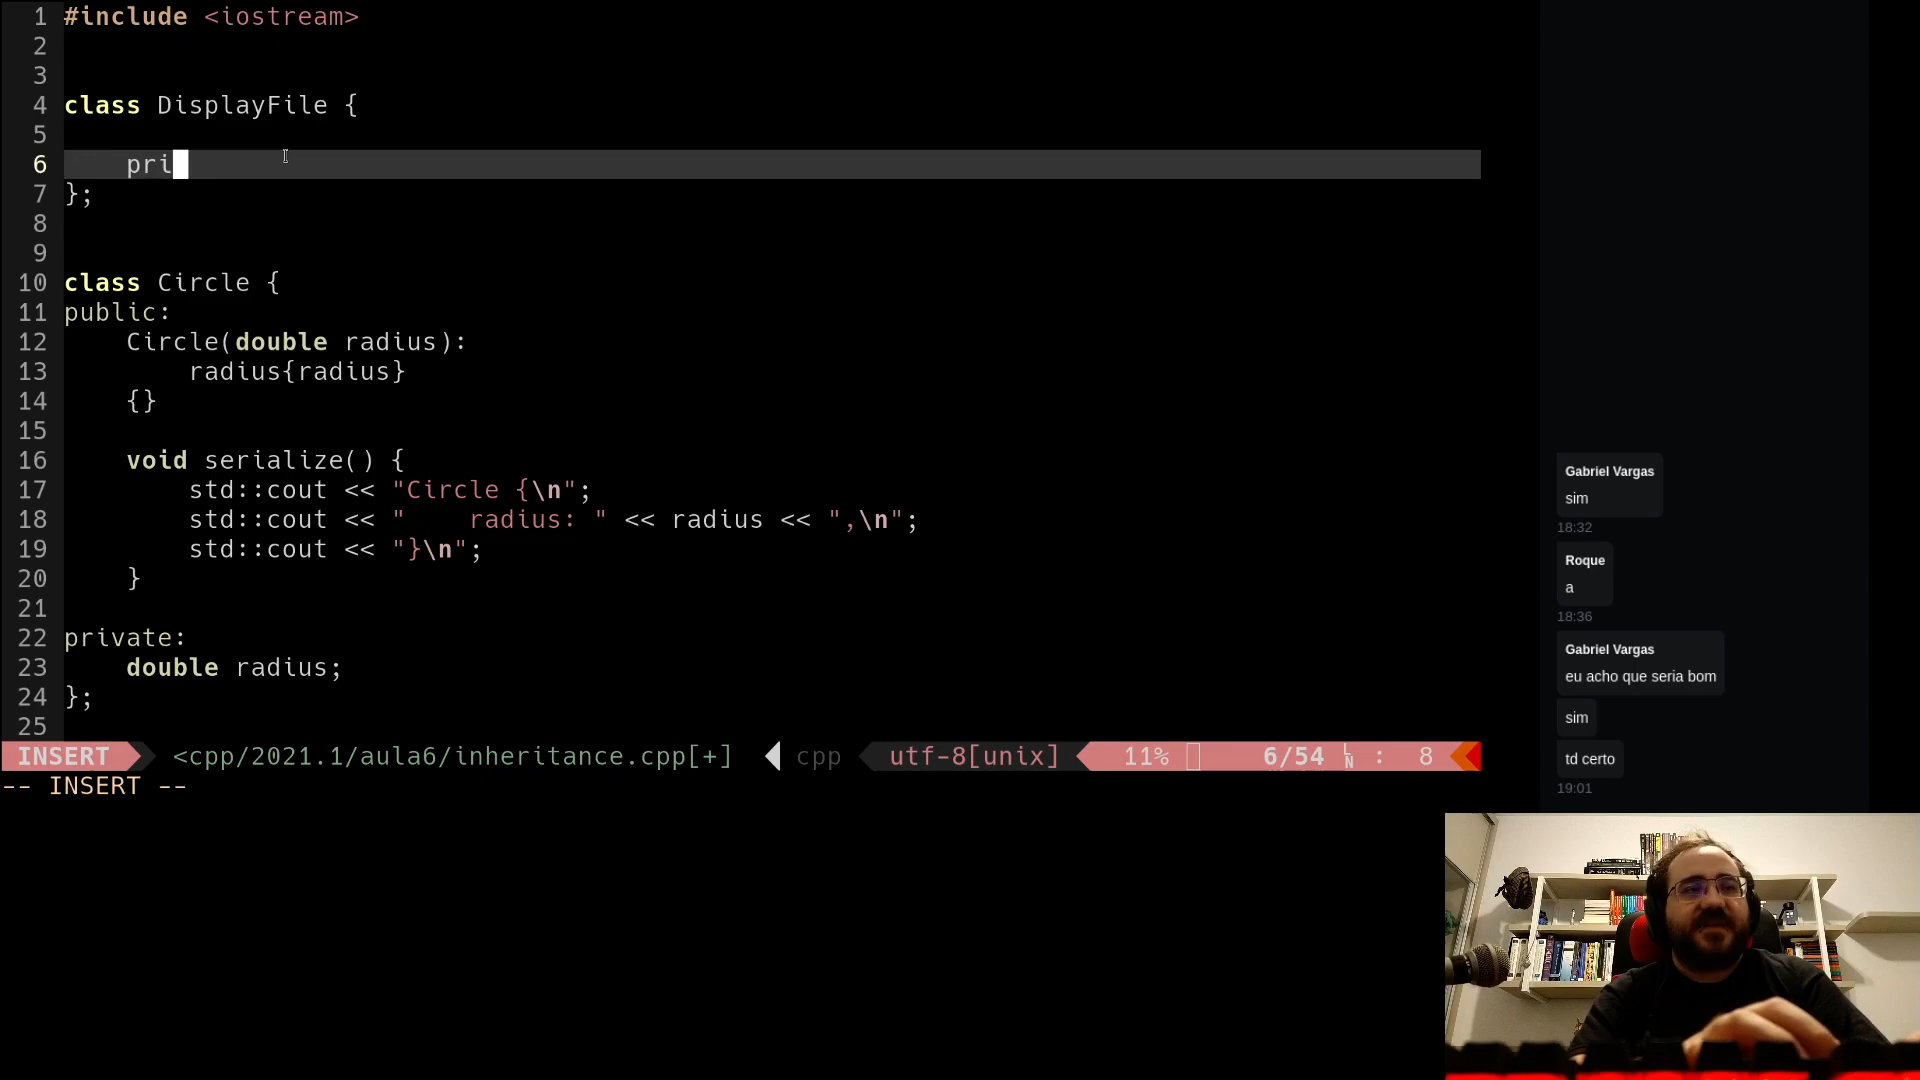 1 #include <iostream>
2
3
4 class DisplayFile {
5
6     pri
7 };
8
9
10 class Circle {
11 public:
12     Circle(double radius):
13         radius{radius}
14     {}
15
16     void serialize() {
17         std::cout << "Circle {\n";
18         std::cout << "    radius: " << radius << ",\n";
19         std::cout << "}\n";
20     }
21
22 private:
23     double radius;
24 };
25
INSERT <cpp/2021.1/aula6/inheritance.cpp[+] cpp utf-8[unix] 11% 6/54 LN : 8
-- INSERT --
Gabriel Vargas
sim
18:32
Roque
a
18:36
Gabriel Vargas
eu acho que seria bom
sim
td certo
19:01